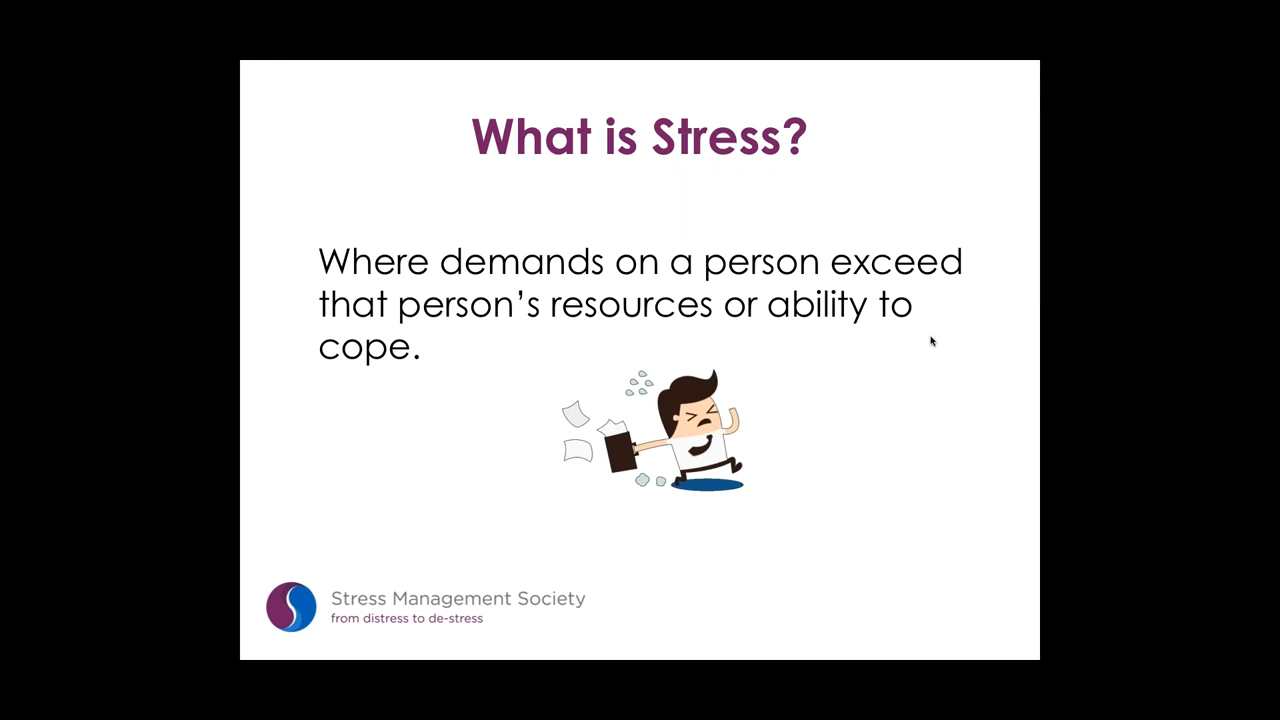 What is Stress?
Where demands on a person exceed
that person’s resources or ability to
cope.
Stress Management Society
from distress to de-stress